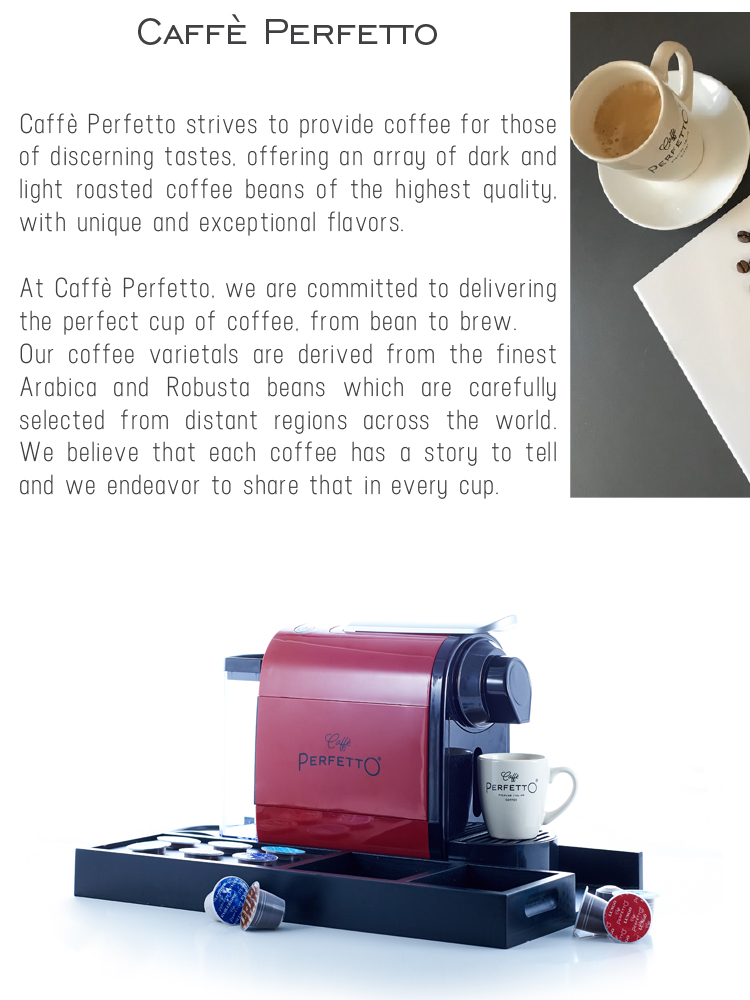 CAFFÈ PERFETTO
Caffè Perfetto strives to provide coffee for those
of discerning tastes, offering an array of dark and
light roasted coffee beans of the highest quality,
with unique and exceptional flavors.
At Caffè Perfetto, we are committed to delivering
the perfect cup of coffee, from bean to brew.
Our coffee varietals are derived from the finest
Arabica and Robusta beans which are carefully
selected from distant regions across the world.
We believe that each coffee has a story to tell
and we endeavor to share that in every cup.
Caffè
PERFETTO
Caffè
PERFETTO®
Caffè
PERFETTO®
COFFEE